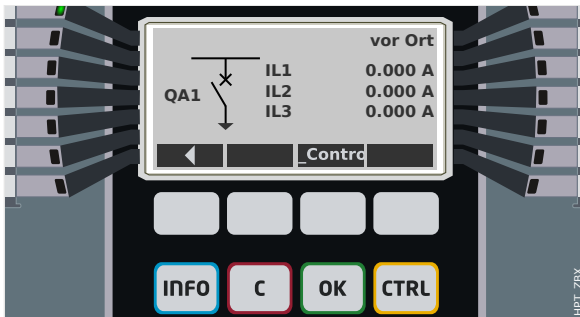 vor Ort
IL1 0.000 A
QA1 IL2 0.000 A
IL3 0.000 A
_Contro
INFO C OK CTRL